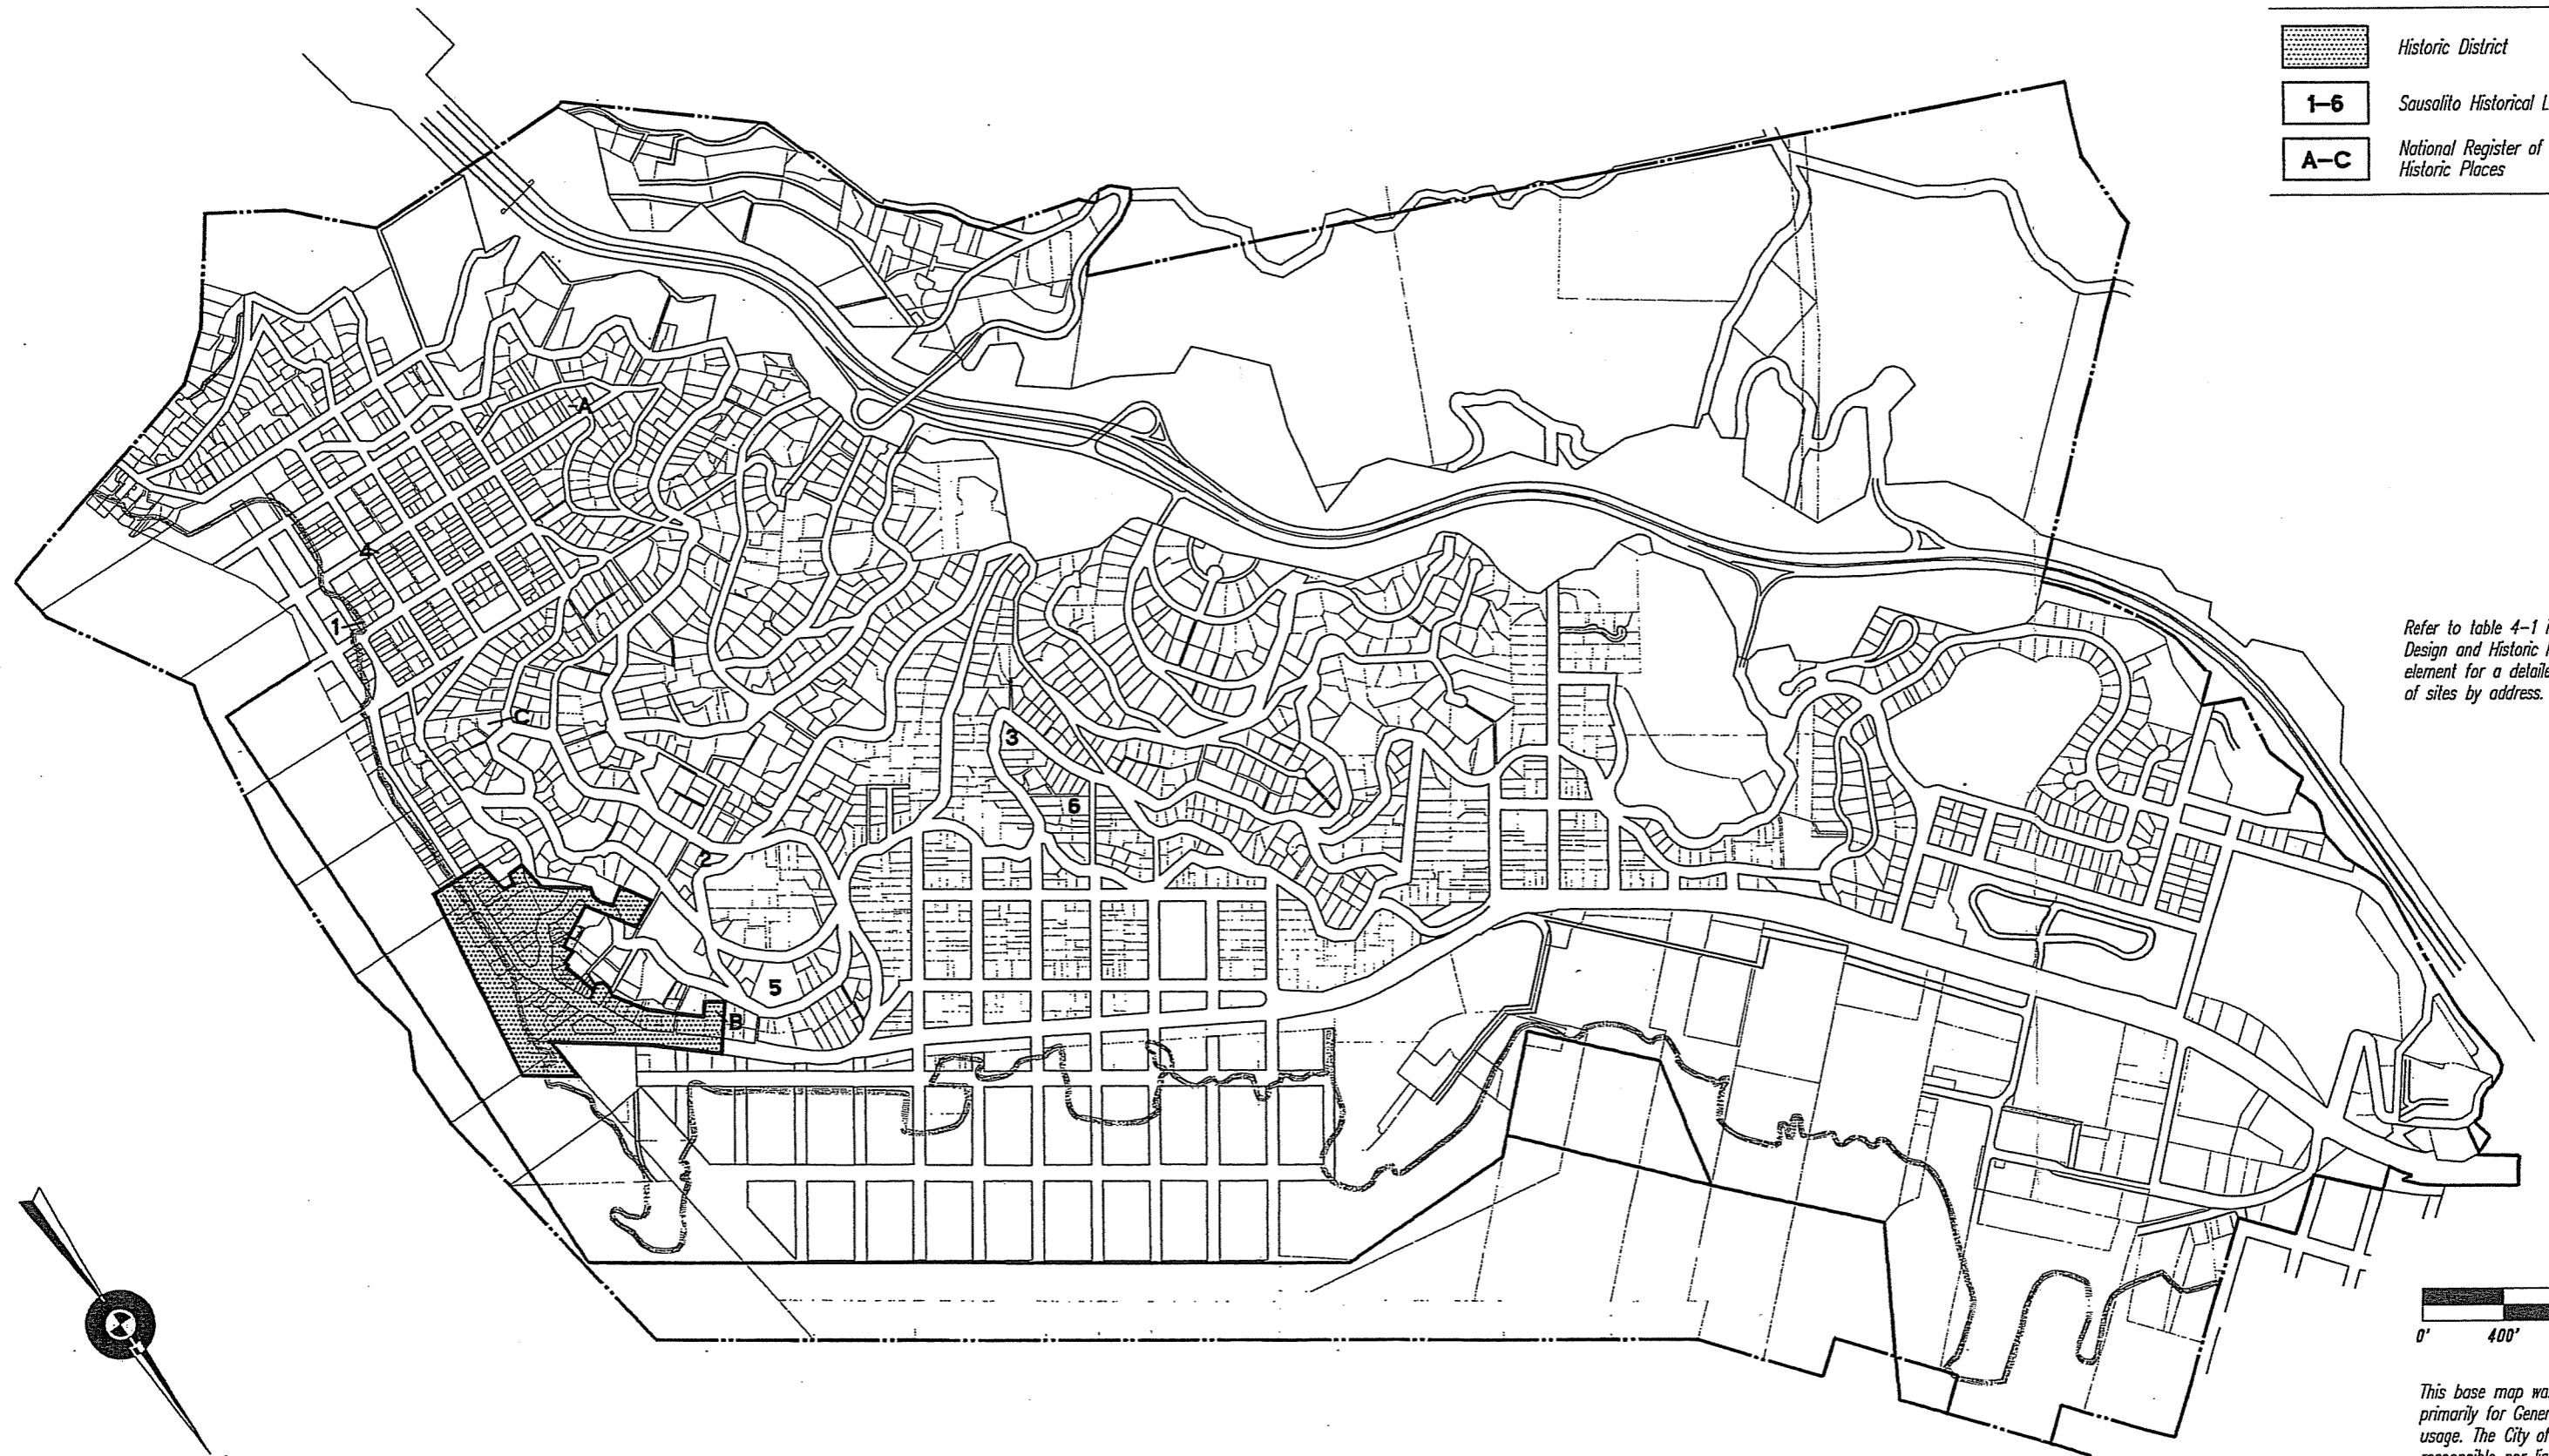 Historic District
1-6
Sausalito Historical L
A-C
National Register of
Historic Places
A
4
1
C
3
6
2
5
B
Refer to table 4-1 i
Design and Historic
element for a detaile
of sites by address.
0' 400'
This base map wa
primarily for Gener
usage. The City of